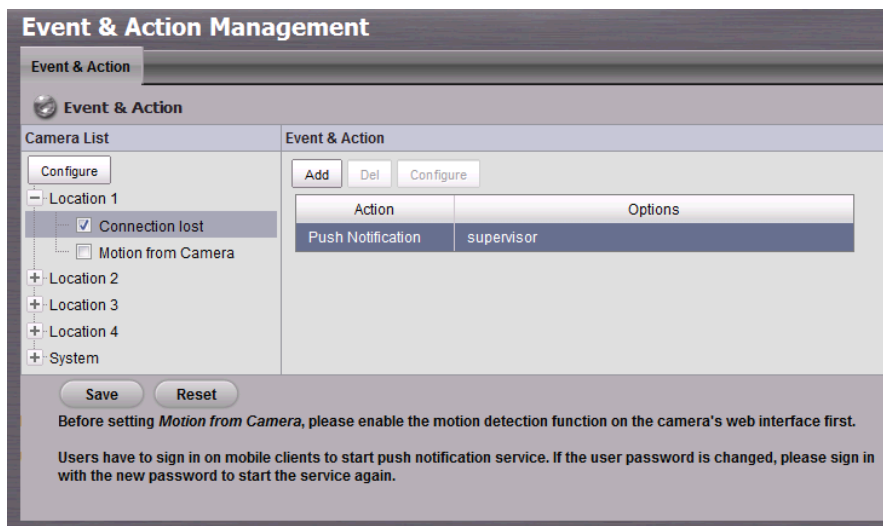 Event & Action Management
Event & Action
Event & Action
Camera List
Event & Action
Configure
Location 1
Connection lost
Motion from Camera
Location 2
Location 3
Location 4
System
Add Del Configure
Action Options
Push Notification supervisor
Save Reset
Before setting Motion from Camera, please enable the motion detection function on the camera's web interface first.
Users have to sign in on mobile clients to start push notification service. If the user password is changed, please sign in
with the new password to start the service again.